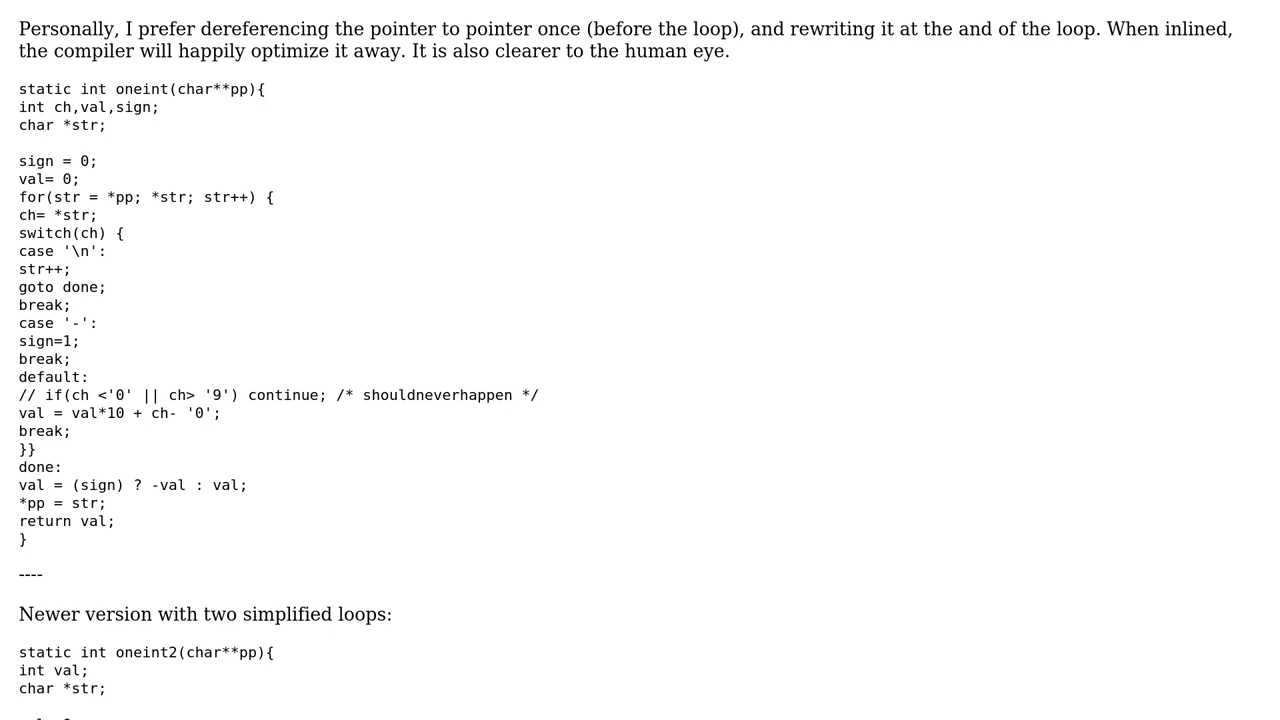 Personally, I prefer dereferencing the pointer to pointer once (before the loop), and rewriting it at the and of the loop. When inlined,
the compiler will happily optimize it away. It is also clearer to the human eye.
static int oneint(char**pp){
int ch,val,sign;
char *str;
sign = 0;
val= 0;
for(str = *pp; *str; str++) {
ch= *str;
switch(ch) {
case '\n':
str++;
goto done;
break;
case '-':
sign=1;
break;
default:
// if(ch <'0' || ch> '9') continue; /* shouldneverhappen */
val = val*10 + ch- '0';
break;
}}
done:
val = (sign) ? -val : val;
*pp = str;
return val;
}
----
Newer version with two simplified loops:
static int oneint2(char**pp){
int val;
char *str;